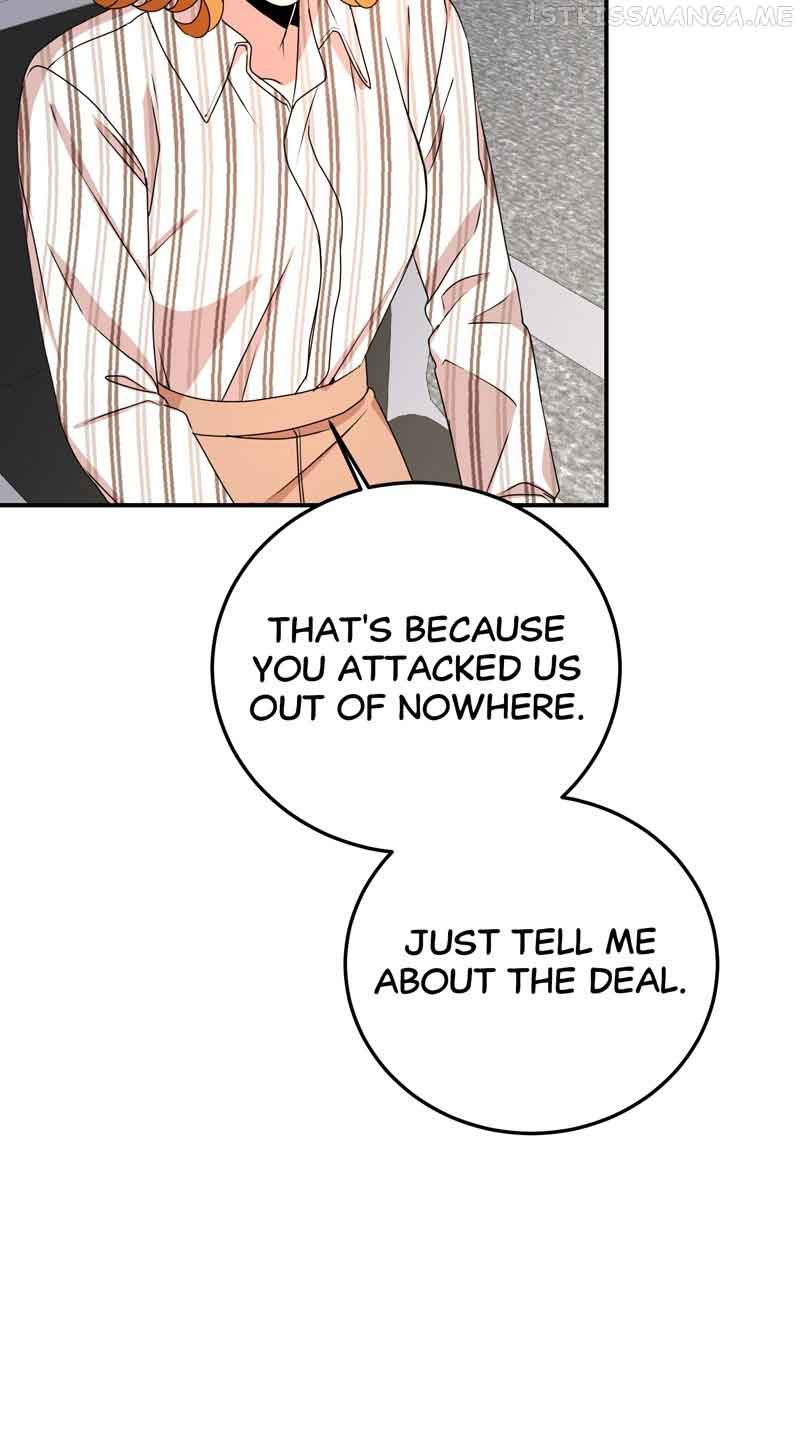 1STKISSMANGA.ME
THAT'S BECAUSE
YOU ATTACKED US
OUT OF NOWHERE.
JUST TELL ME
ABOUT THE DEAL.